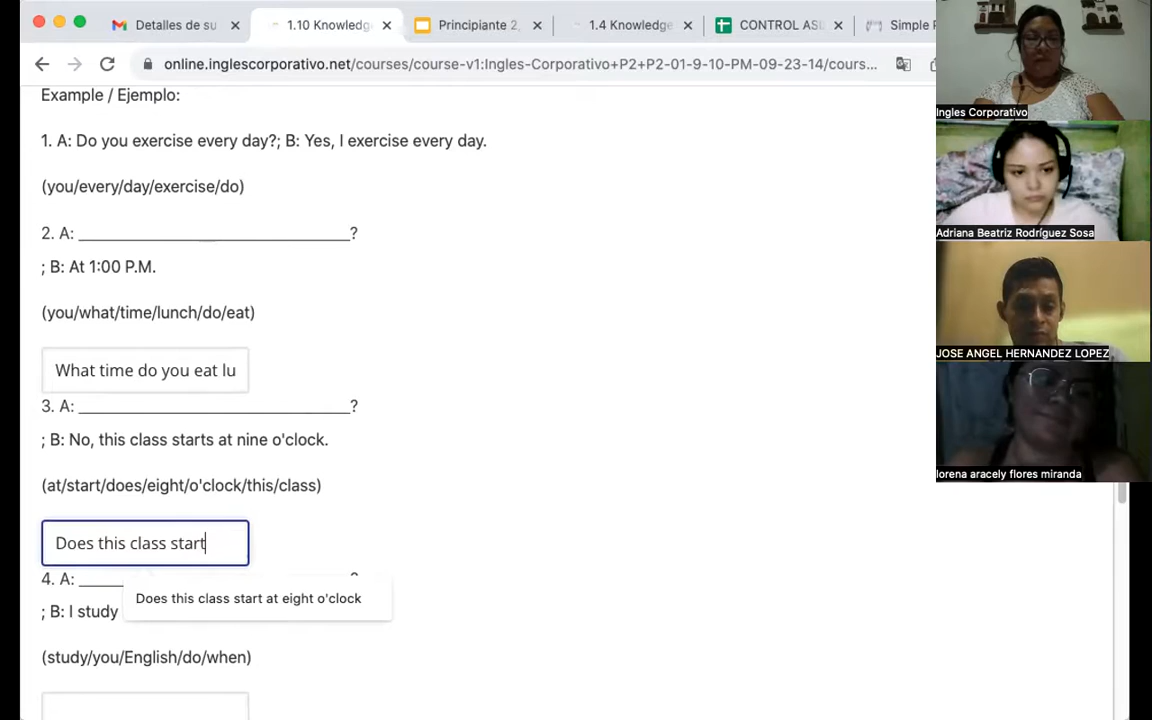 Detalles de su
1.10 Knowledg
Principiante 2,
1.4 Knowledge
CONTROL ASI
Simple
online.inglescorporativo.net/courses/course-v1:Ingles-Corporativo+P2+P2-01-9-10-PM-09-23-14/cours...
Example / Ejemplo:
1. A: Do you exercise every day?; B: Yes, I exercise every day.
(you/every/day/exercise/do)
2. A: ______________________________?
; B: At 1:00 P.M.
(you/what/time/lunch/do/eat)
What time do you eat lu
3. A: ______________________________?
; B: No, this class starts at nine o'clock.
(at/start/does/eight/o'clock/this/class)
Does this class start
4. A: _____ ?
Does this class start at eight o'clock
; B: I study
(study/you/English/do/when)
Ingles Corporativo
Adriana Beatriz Rodríguez Sosa
JOSE ANGEL HERNANDEZ LOPEZ
lorena aracely flores miranda